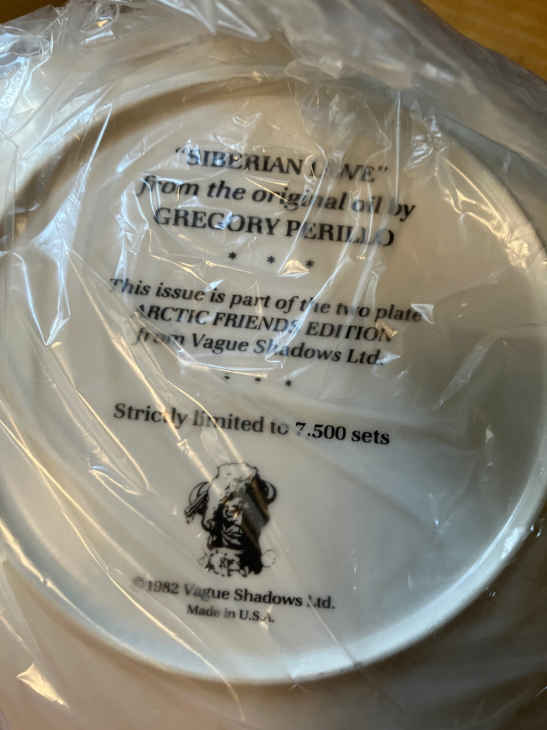 "SIBERIAN LOVE"
from the original oil by
GREGORY PERILLO
* * *
This issue is part of the two plate
ARCTIC FRIENDS EDITION
from Vague Shadows Ltd.
* * *
Strictly limited to 7,500 sets
© 1982 Vague Shadows Ltd.
Made in U.S.A.